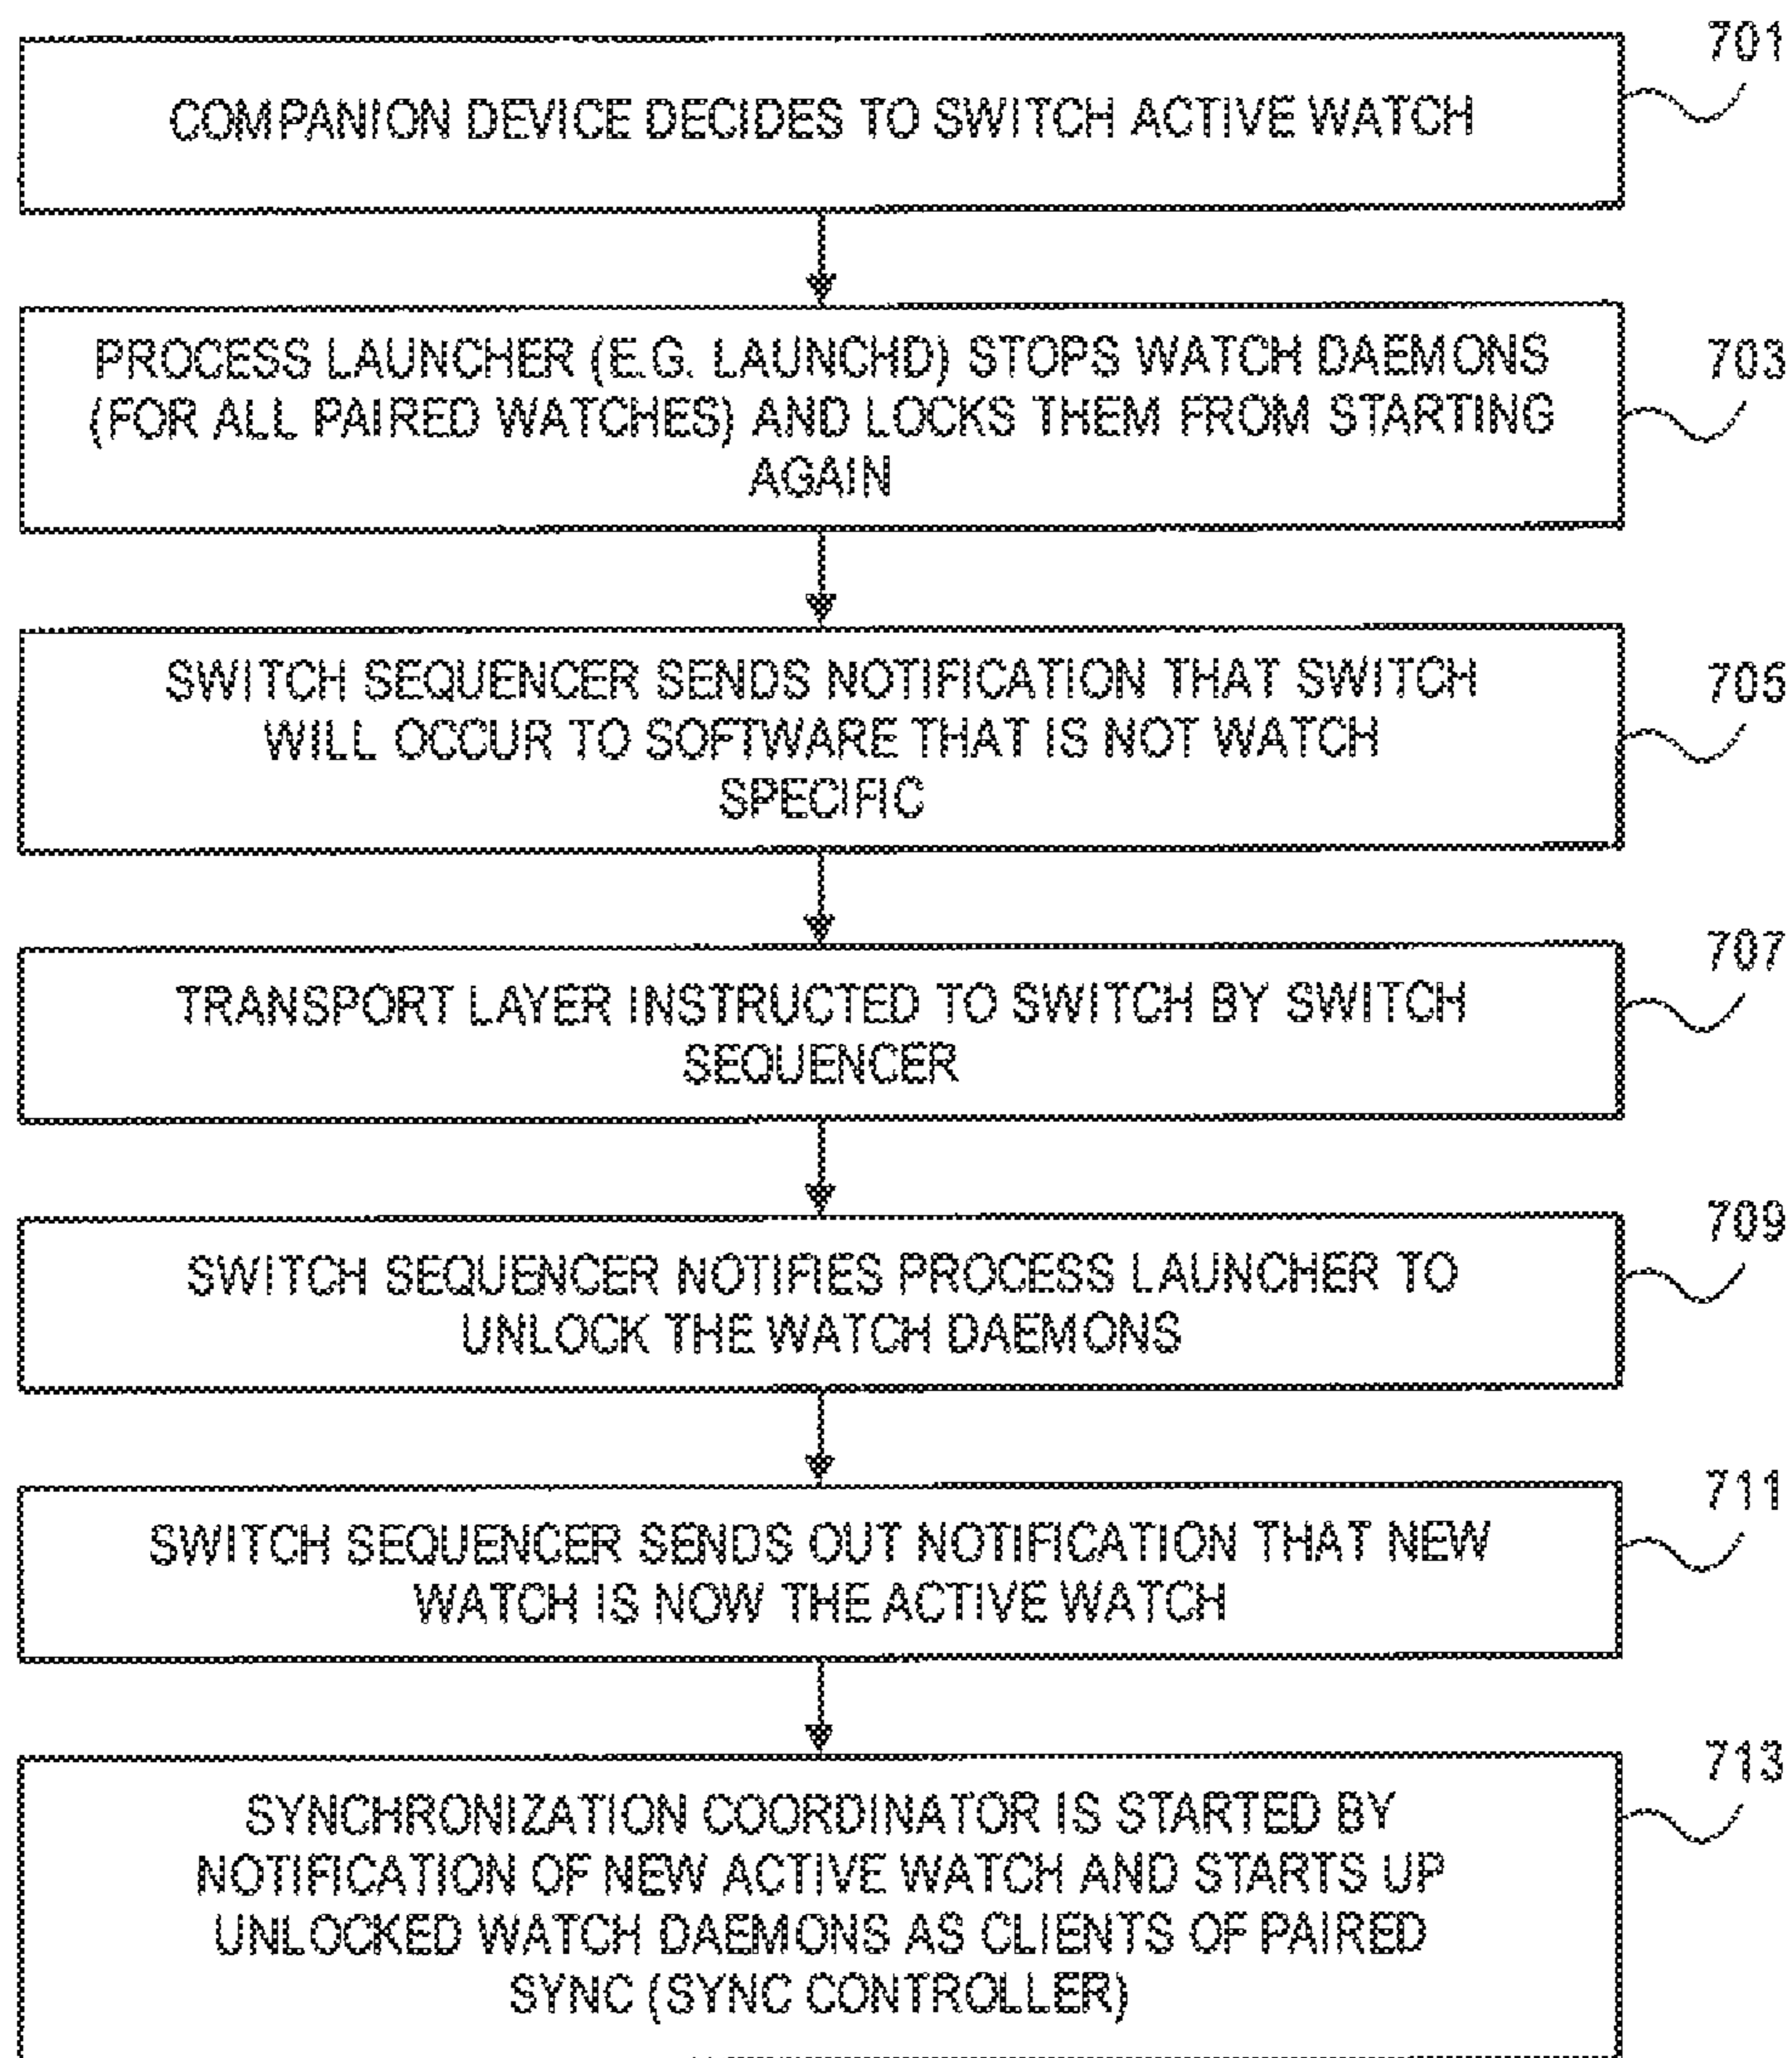 701
COMPANION DEVICE DECIDES TO SWITCH ACTIVE WATCH
703
PROCESS LAUNCHER (E.G. LAUNCHD) STOPS WATCH DAEMONS
(FOR ALL PAIRED WATCHES) AND LOCKS THEM FROM STARTING
AGAIN
705
SWITCH SEQUENCER SENDS NOTIFICATION THAT SWITCH
WILL OCCUR TO SOFTWARE THAT IS NOT WATCH
SPECIFIC
707
TRANSPORT LAYER INSTRUCTED TO SWITCH BY SWITCH
SEQUENCER
709
SWITCH SEQUENCER NOTIFIES PROCESS LAUNCHER TO
UNLOCK THE WATCH DAEMONS
711
SWITCH SEQUENCER SENDS OUT NOTIFICATION THAT NEW
WATCH IS NOW THE ACTIVE WATCH
713
SYNCHRONIZATION COORDINATOR IS STARTED BY
NOTIFICATION OF NEW ACTIVE WATCH AND STARTS UP
UNLOCKED WATCH DAEMONS AS CLIENTS OF PAIRED
SYNC (SYNC CONTROLLER)